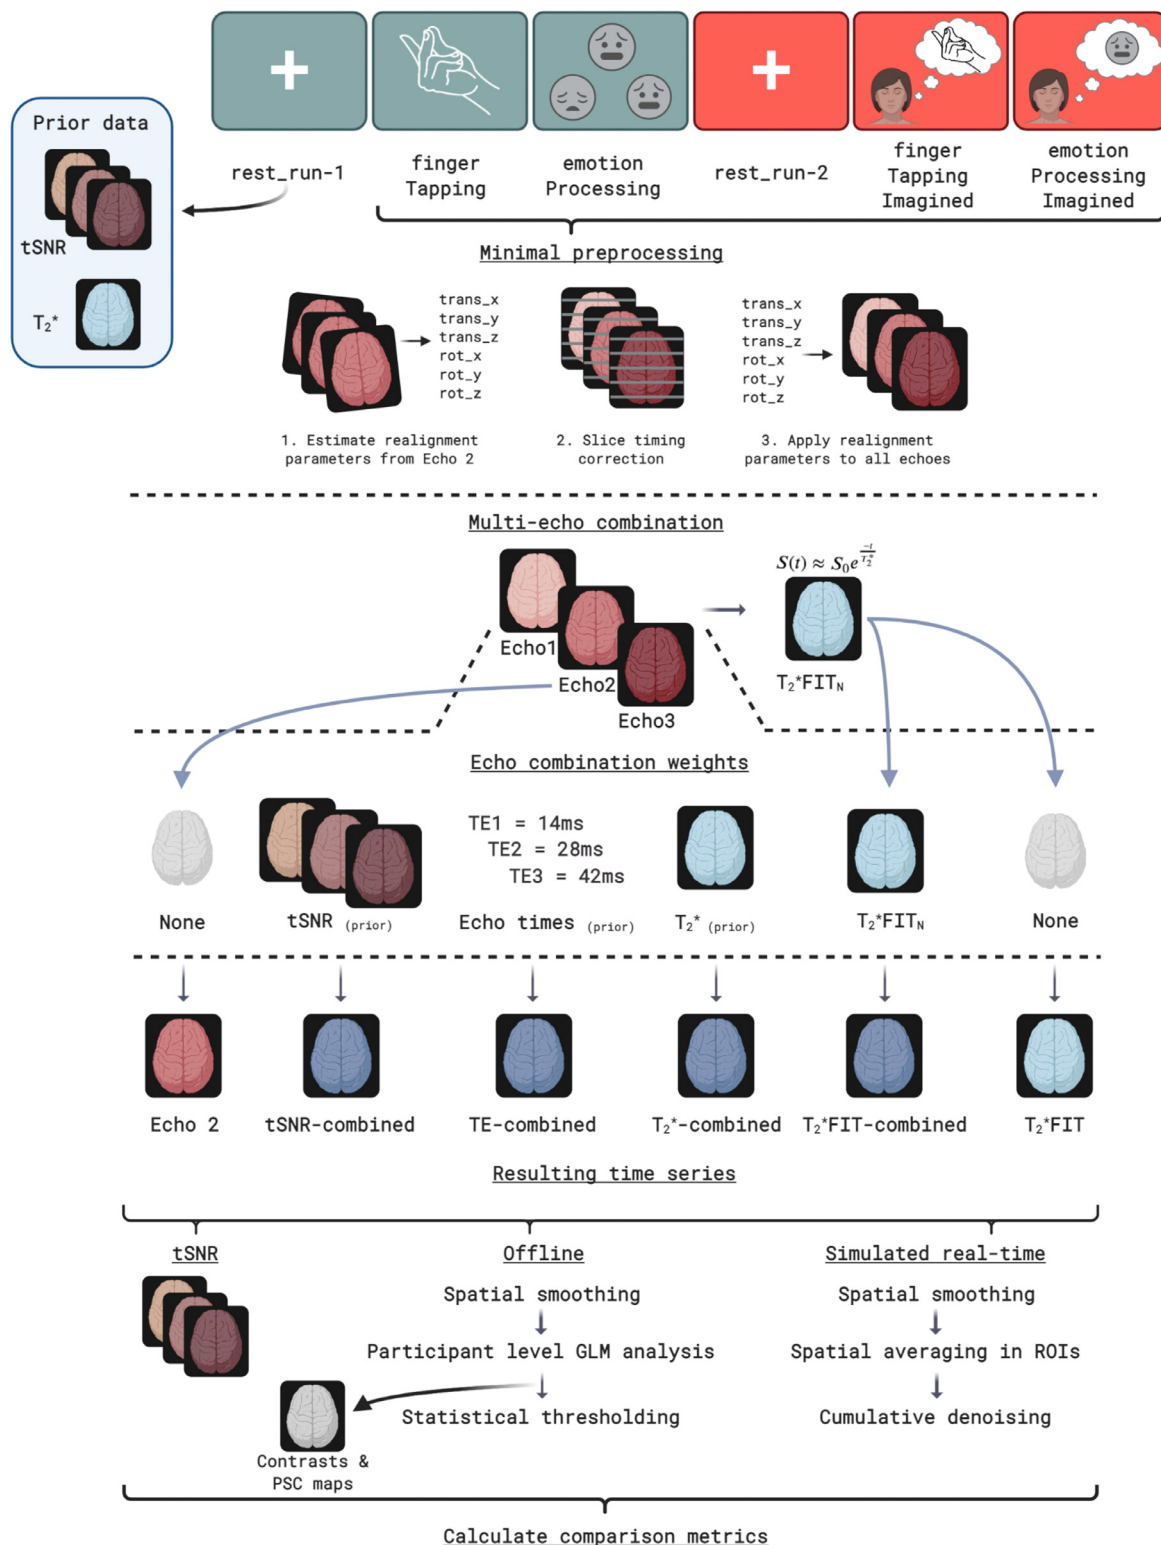 Prior data
tSNR
T₂*
rest_run-1
finger
Tapping
emotion
Processing
rest_run-2
finger
Tapping
Imagined
emotion
Processing
Imagined
Minimal preprocessing
trans_x
trans_y
trans_z
rot_x
rot_y
rot_z
trans_x
trans_y
trans_z
rot_x
rot_y
rot_z
1. Estimate realignment
parameters from Echo 2
2. Slice timing
correction
3. Apply realignment
parameters to all echoes
Multi-echo combination
S(t) ≈ S₀e^(-t/T₂*)
Echo1
Echo2
Echo3
T₂*FITₙ
Echo combination weights
TE1 = 14ms
TE2 = 28ms
TE3 = 42ms
None
tSNR (prior)
Echo times (prior)
T₂* (prior)
T₂*FITₙ
None
Echo 2
tSNR-combined
TE-combined
T₂*-combined
T₂*FIT-combined
T₂*FIT
Resulting time series
tSNR
Offline
Spatial smoothing
Participant level GLM analysis
Statistical thresholding
Contrasts &
PSC maps
Simulated real-time
Spatial smoothing
Spatial averaging in ROIs
Cumulative denoising
Calculate comparison metrics